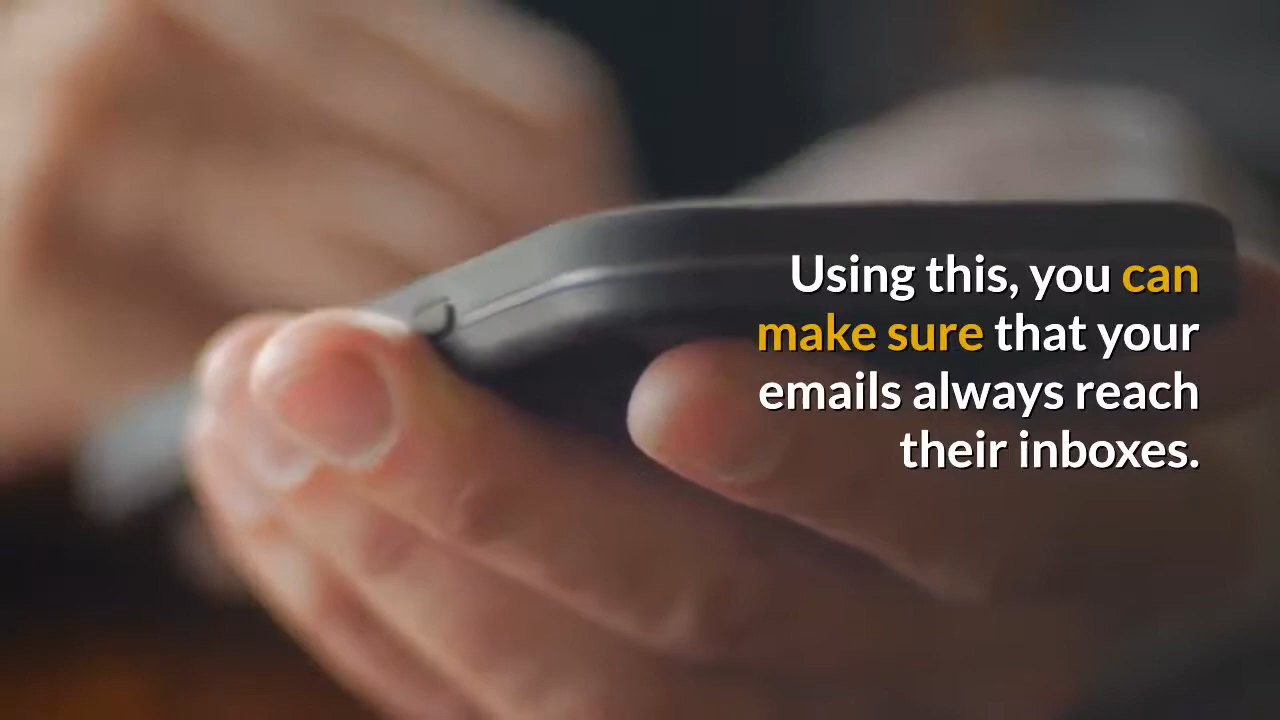 Using this, you can
make sure that your
emails always reach
their inboxes.